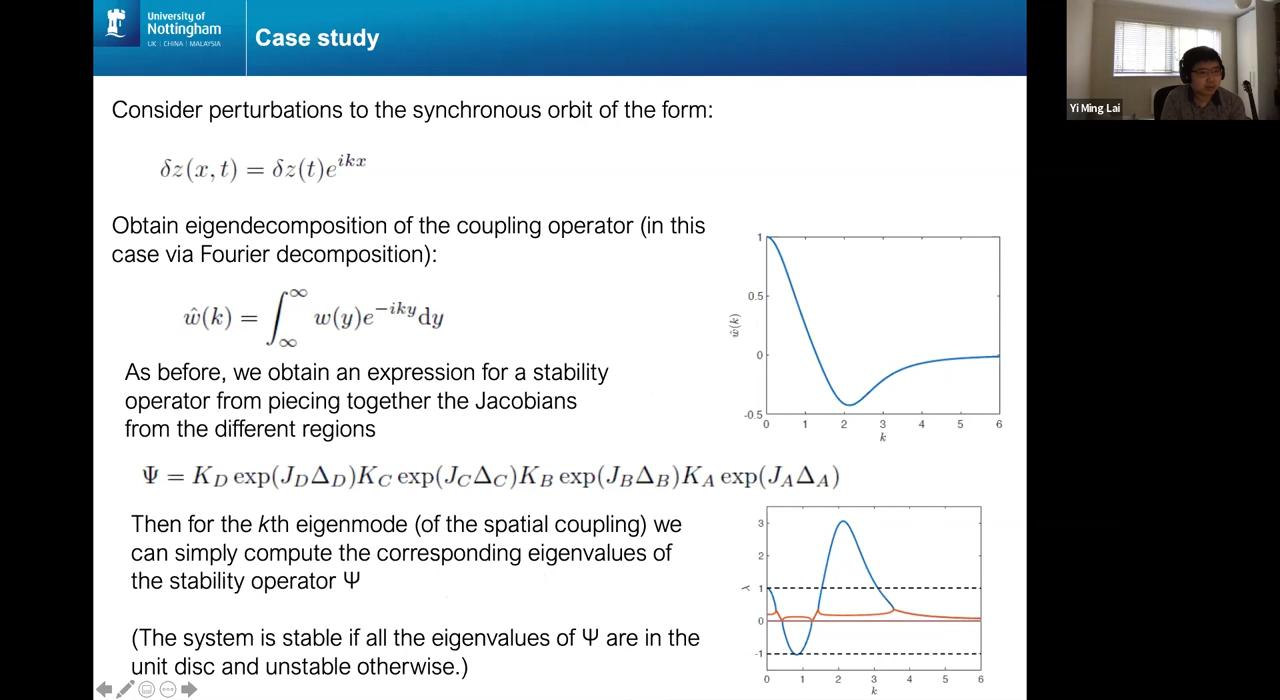 University of
Nottingham
UK | CHINA | MALAYSIA
Case study
Yi Ming Lai
Consider perturbations to the synchronous orbit of the form:
δz(x, t) = δz(t)e^{ikx}
Obtain eigendecomposition of the coupling operator (in this
case via Fourier decomposition):
ŵ(k) = ∫_∞^∞ w(y)e^{−iky}dy
1
0.5
0
-0.5
ŵ(k)
0 1 2 3 4 5 6
k
As before, we obtain an expression for a stability
operator from piecing together the Jacobians
from the different regions
Ψ = K_D exp(J_DΔ_D)K_C exp(J_CΔ_C)K_B exp(J_BΔ_B)K_A exp(J_AΔ_A)
Then for the kth eigenmode (of the spatial coupling) we
can simply compute the corresponding eigenvalues of
the stability operator Ψ
(The system is stable if all the eigenvalues of Ψ are in the
unit disc and unstable otherwise.)
3
2
1
0
-1
λ
0 1 2 3 4 5 6
k